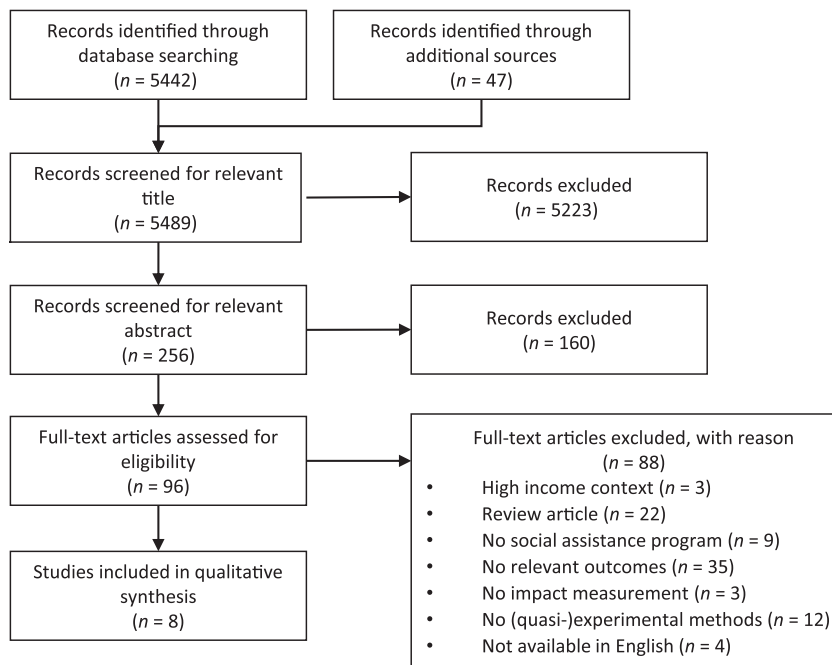 Records identified through
database searching
(n = 5442)
Records identified through
additional sources
(n = 47)
Records screened for relevant
title
(n = 5489)
Records excluded
(n = 5223)
Records screened for relevant
abstract
(n = 256)
Records excluded
(n = 160)
Full-text articles assessed for
eligibility
(n = 96)
Full-text articles excluded, with reason
(n = 88)
• High income context (n = 3)
• Review article (n = 22)
• No social assistance program (n = 9)
• No relevant outcomes (n = 35)
• No impact measurement (n = 3)
• No (quasi-)experimental methods (n = 12)
• Not available in English (n = 4)
Studies included in qualitative
synthesis
(n = 8)